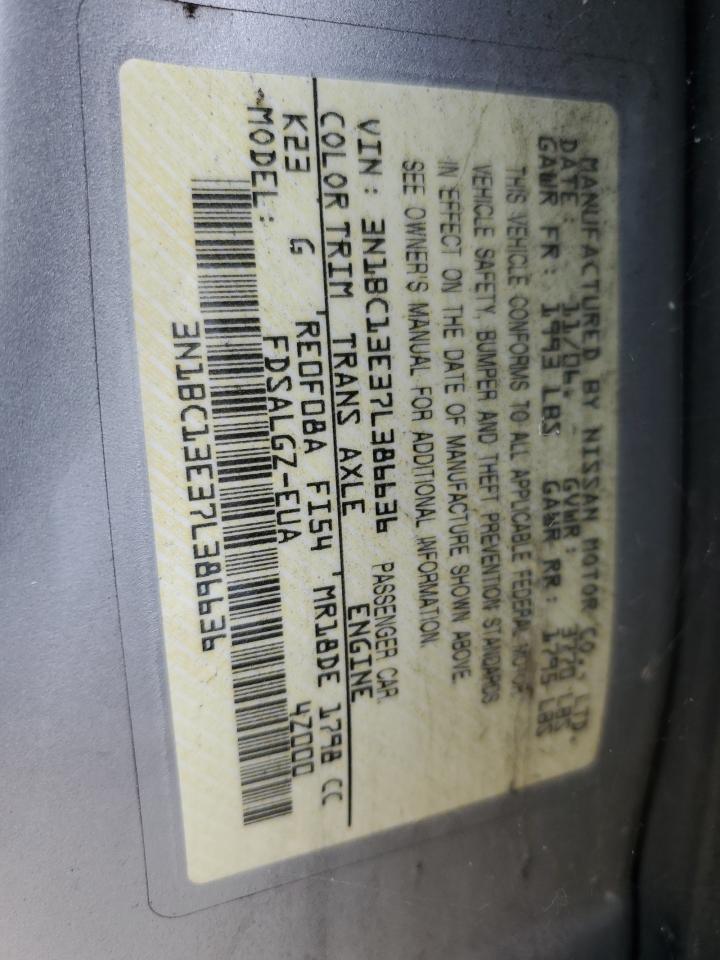 MANUFACTURED BY NISSAN MOTOR CO., LTD.
DATE: 11/06. GVWR: 3720 LBS
GAWR FR: 1993 LBS GAWR RR: 1795 LBS
THIS VEHICLE CONFORMS TO ALL APPLICABLE FEDERAL MOTOR
VEHICLE SAFETY, BUMPER AND THEFT PREVENTION STANDARDS
IN EFFECT ON THE DATE OF MANUFACTURE SHOWN ABOVE.
SEE OWNER'S MANUAL FOR ADDITIONAL INFORMATION.
VIN: 3N1BC13E37L386636 PASSENGER CAR
COLOR TRIM TRANS AXLE ENGINE
K23 G RE0F08A FI54 MR18DE 1798 CC
MODEL: FDSALGZ-EUA 4Z000
3N1BC13E37L386636